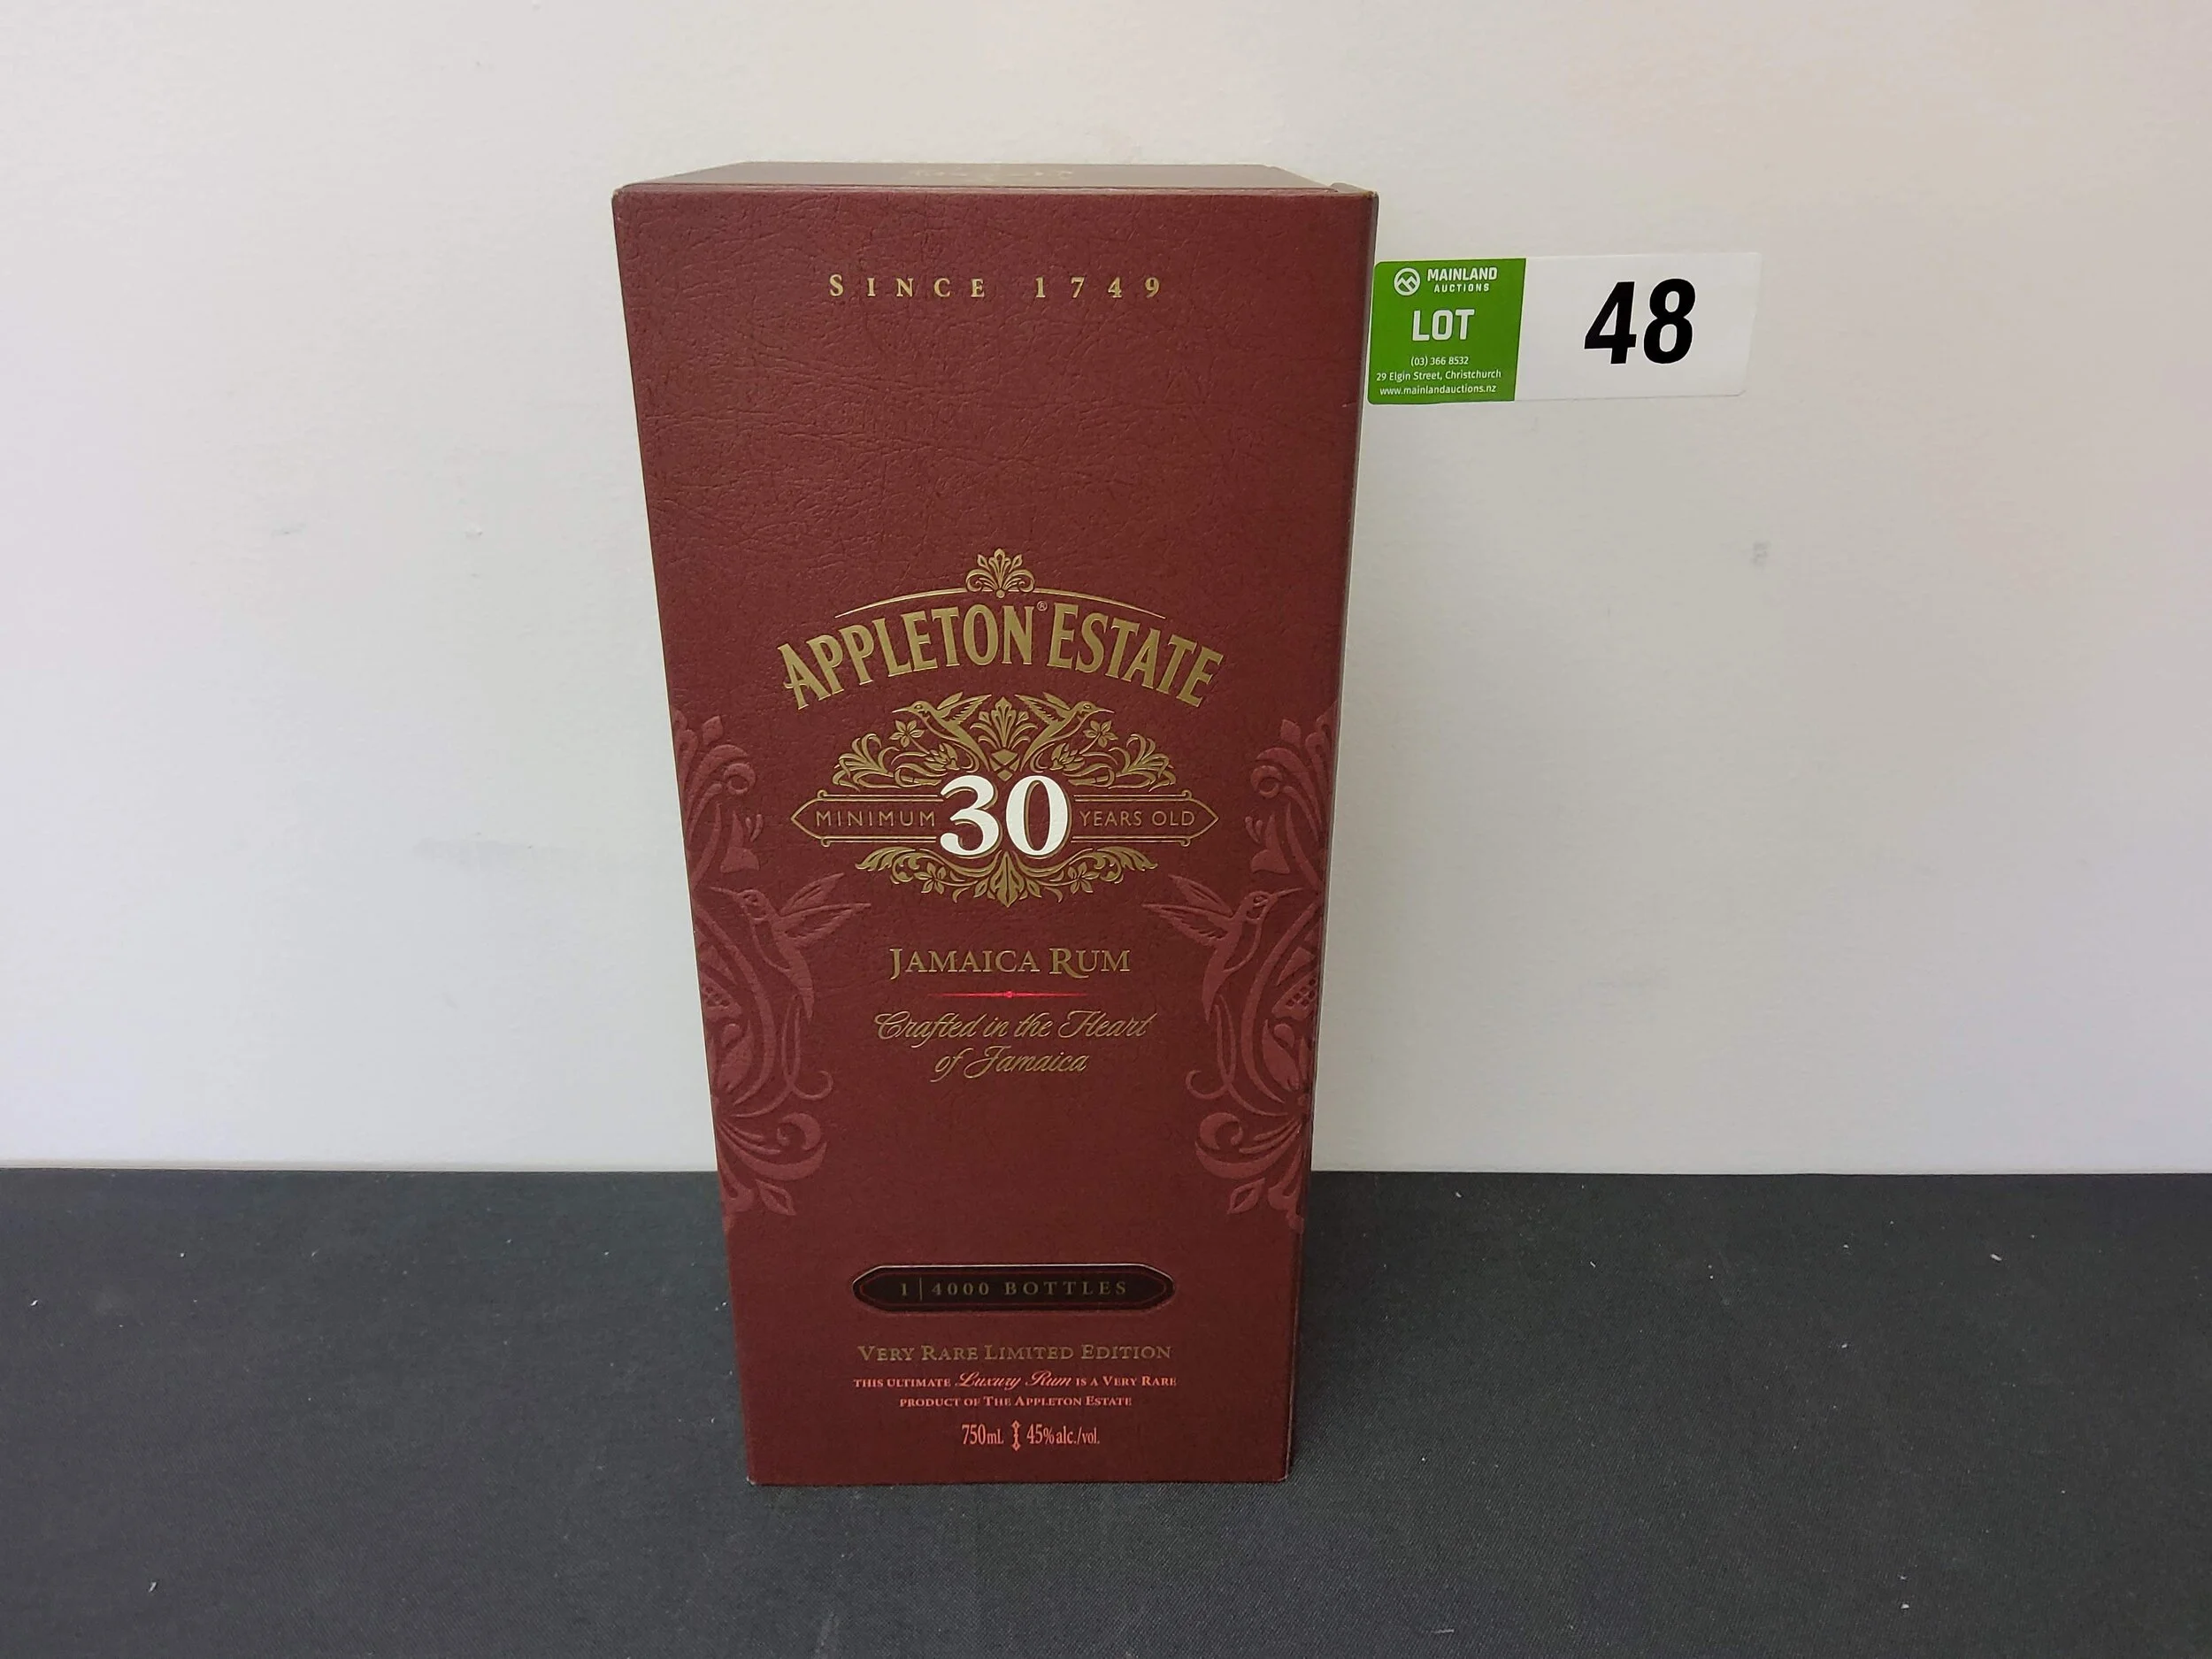 SINCE 1749
APPLETON® ESTATE
MINIMUM 30 YEARS OLD
JAMAICA RUM
Crafted in the Heart
of Jamaica
1 | 4000 BOTTLES
VERY RARE LIMITED EDITION
THIS ULTIMATE Luxury Rum IS A VERY RARE
PRODUCT OF THE APPLETON ESTATE
750mL 45%alc./vol.
MAINLAND
AUCTIONS
LOT
(03) 366 8532
29 Elgin Street, Christchurch
www.mainlandauctions.nz
48